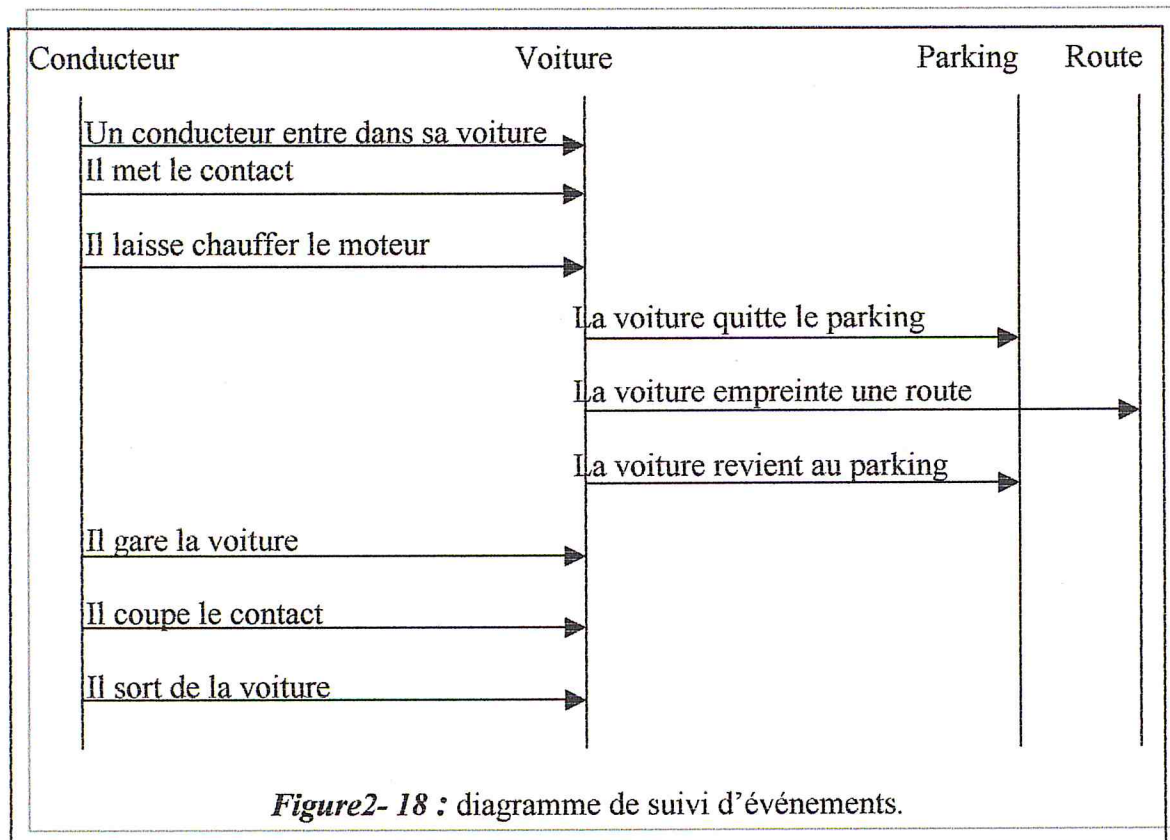 Conducteur Voiture Parking Route
Un conducteur entre dans sa voiture
Il met le contact
Il laisse chauffer le moteur
La voiture quitte le parking
La voiture empreinte une route
La voiture revient au parking
Il gare la voiture
Il coupe le contact
Il sort de la voiture
Figure2- 18 : diagramme de suivi d'événements.